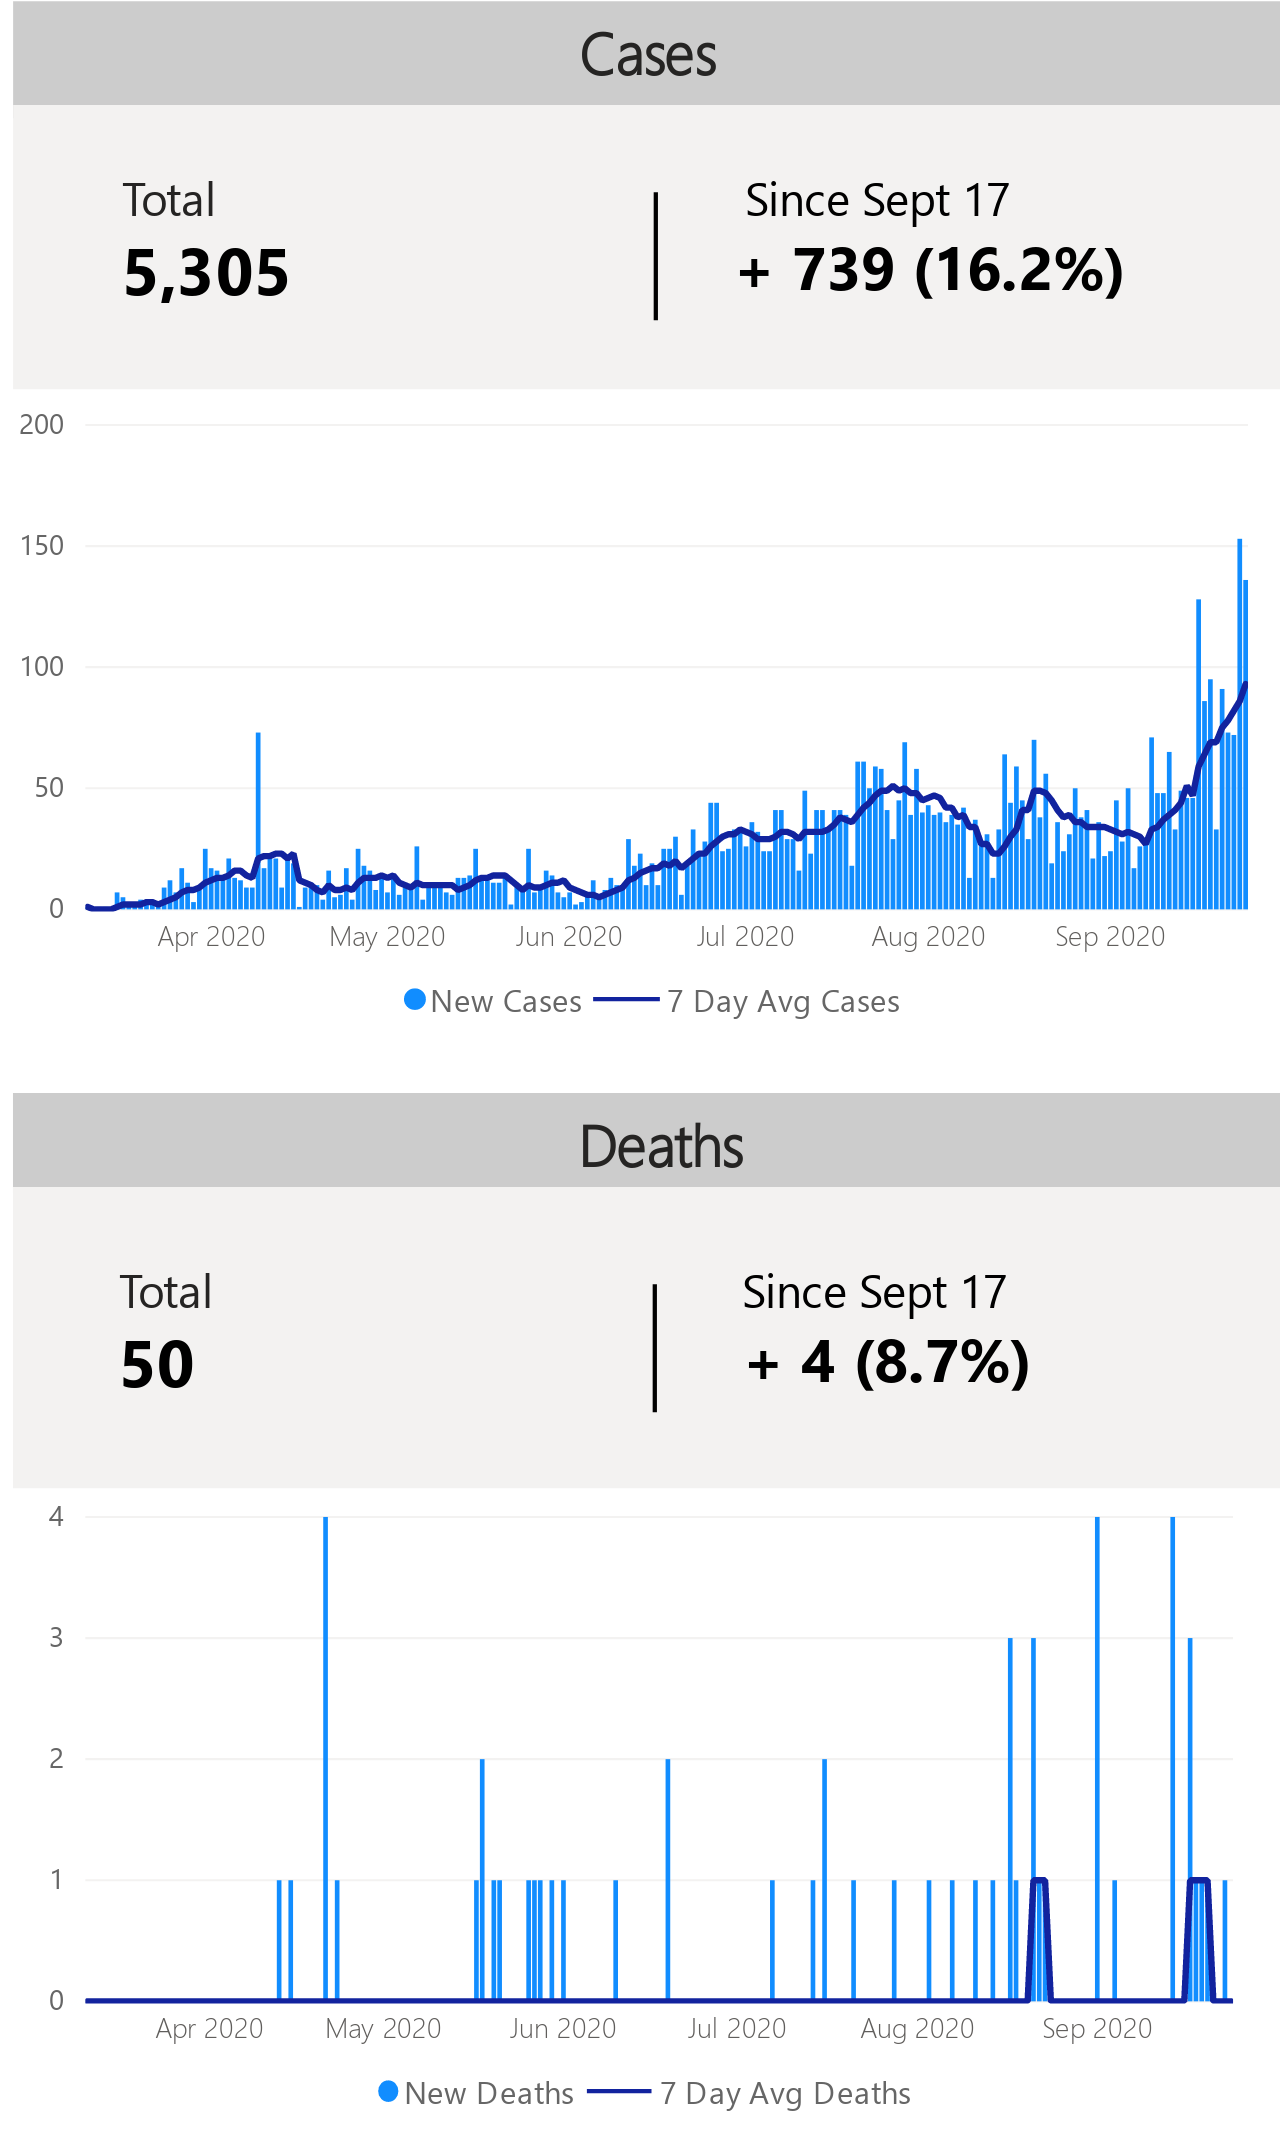 Cases
Total
Since Sept 17
5,305
+ 739 (16.2%)
200
150
100
50
0
Apr 2020 May 2020 Jun 2020 Jul 2020 Aug 2020 Sep 2020
New Cases 7 Day Avg Cases
Deaths
Total
Since Sept 17
50
+ 4 (8.7%)
4
3
2
1
0
Apr 2020 May 2020 Jun 2020 Jul 2020 Aug 2020 Sep 2020
New Deaths 7 Day Avg Deaths